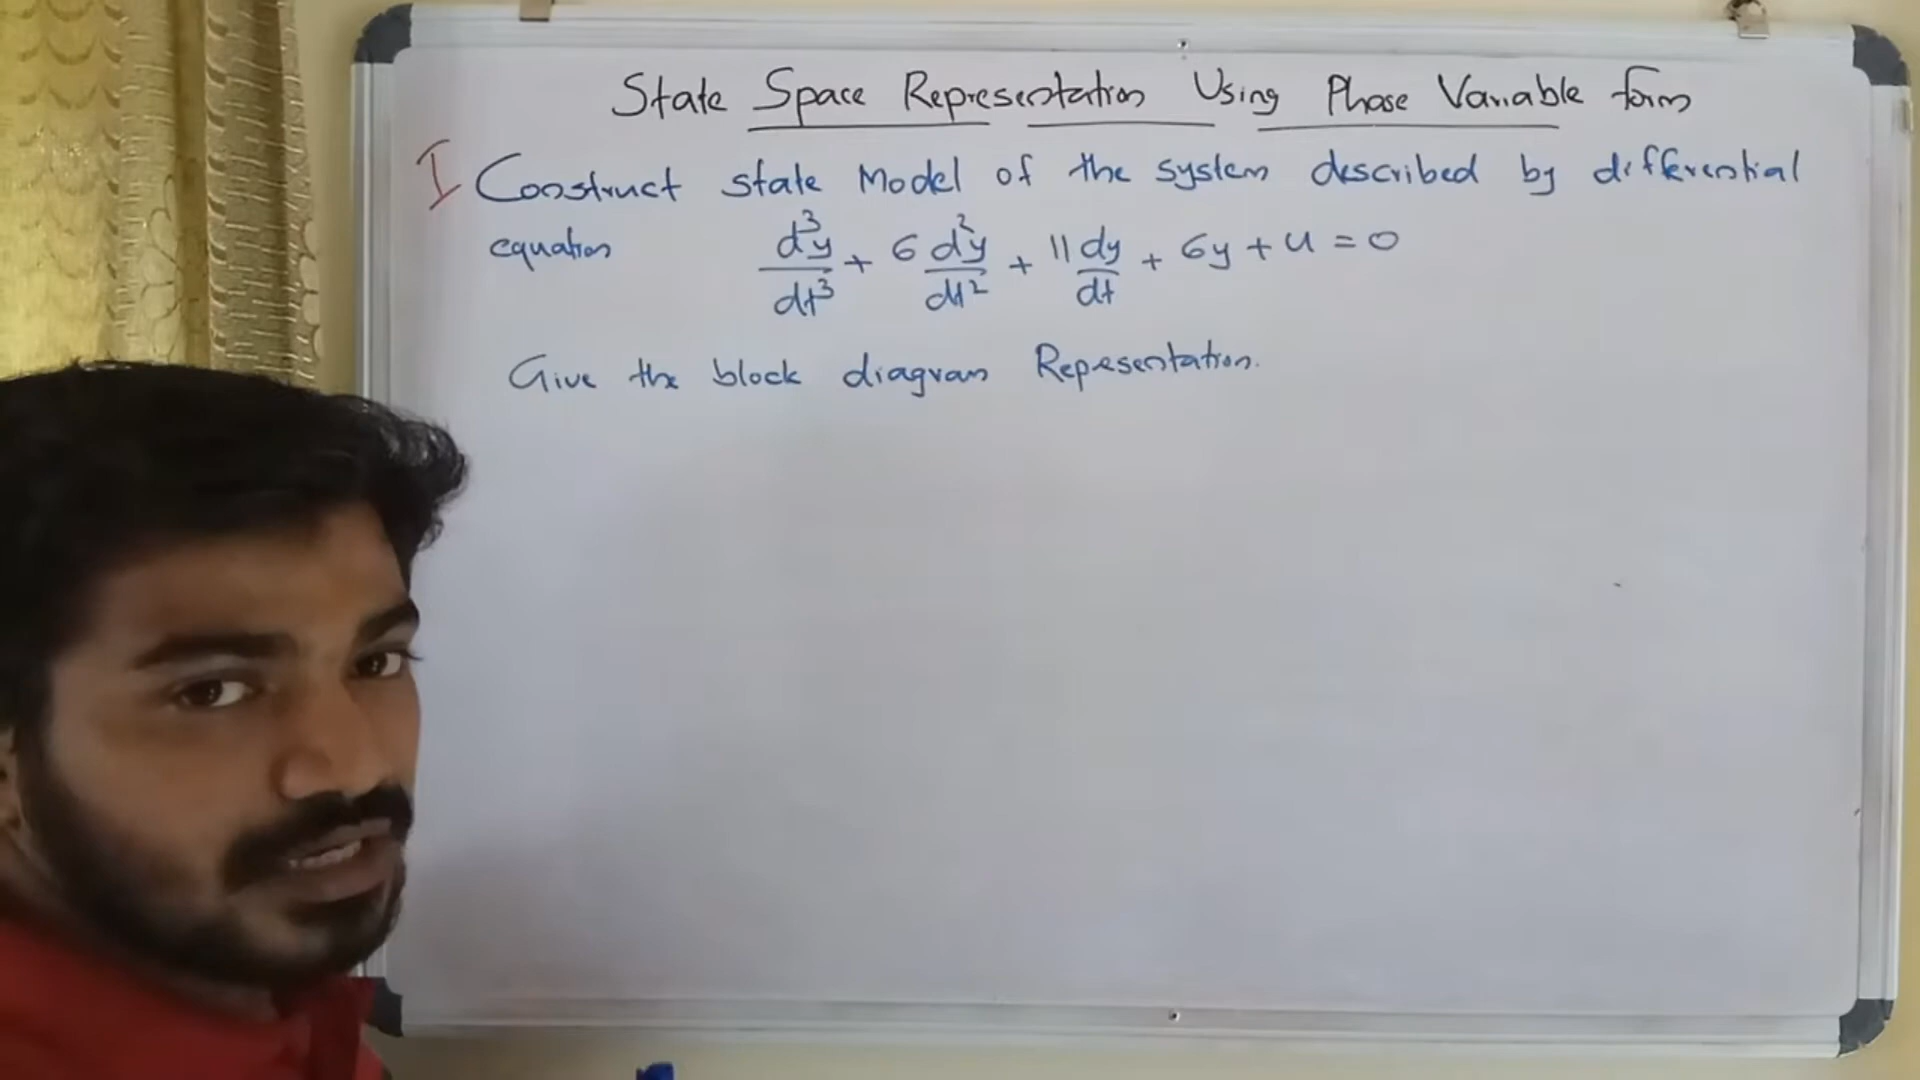 State Space Representation Using Phase Variable form
I Construct state Model of the system described by differential
equation d³y/dt³ + 6 d²y/dt² + 11 dy/dt + 6y + u = 0
Give the block diagram Representation.